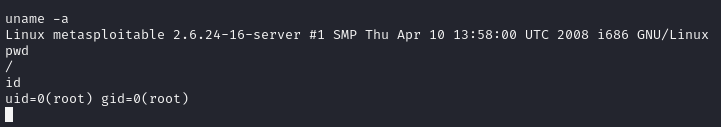 uname -a
Linux metasploitable 2.6.24-16-server #1 SMP Thu Apr 10 13:58:00 UTC 2008 i686 GNU/Linux
pwd
/
id
uid=0(root) gid=0(root)